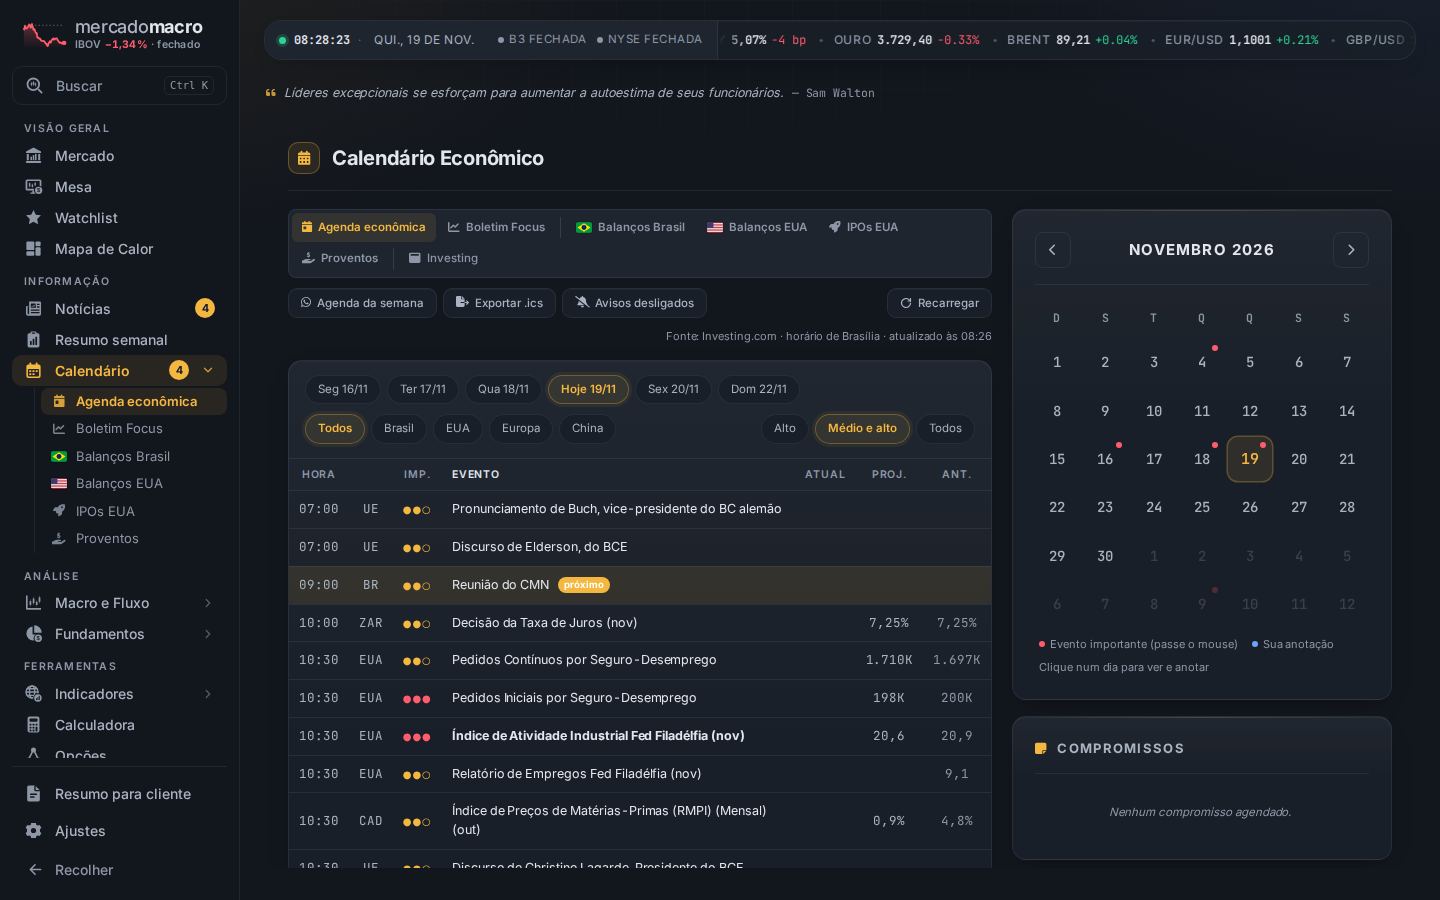 mercadomacro
IBOV −1,34% · fechado
Buscar Ctrl K
VISÃO GERAL
Mercado
Mesa
Watchlist
Mapa de Calor
INFORMAÇÃO
Notícias 4
Resumo semanal
Calendário 4
Agenda econômica
Boletim Focus
Balanços Brasil
Balanços EUA
IPOs EUA
Proventos
ANÁLISE
Macro e Fluxo
Fundamentos
FERRAMENTAS
Indicadores
Calculadora
Opções
Resumo para cliente
Ajustes
Recolher
08:28:23 · QUI., 19 DE NOV. B3 FECHADA NYSE FECHADA 5,07% -4 bp OURO 3.729,40 -0.33% BRENT 89,21 +0.04% EUR/USD 1,1001 +0.21% GBP/USD
Líderes excepcionais se esforçam para aumentar a autoestima de seus funcionários. — Sam Walton
Calendário Econômico
Agenda econômica Boletim Focus Balanços Brasil Balanços EUA IPOs EUA
Proventos Investing
Agenda da semana Exportar .ics Avisos desligados Recarregar
Fonte: Investing.com · horário de Brasília · atualizado às 08:26
Seg 16/11 Ter 17/11 Qua 18/11 Hoje 19/11 Sex 20/11 Dom 22/11
Todos Brasil EUA Europa China Alto Médio e alto Todos
HORA IMP. EVENTO ATUAL PROJ. ANT.
07:00 UE Pronunciamento de Buch, vice-presidente do BC alemão
07:00 UE Discurso de Elderson, do BCE
09:00 BR Reunião do CMN próximo
10:00 ZAR Decisão da Taxa de Juros (nov) 7,25% 7,25%
10:30 EUA Pedidos Contínuos por Seguro-Desemprego 1.710K 1.697K
10:30 EUA Pedidos Iniciais por Seguro-Desemprego 198K 200K
10:30 EUA Índice de Atividade Industrial Fed Filadélfia (nov) 20,6 20,9
10:30 EUA Relatório de Empregos Fed Filadélfia (nov) 9,1
10:30 CAD Índice de Preços de Matérias-Primas (RMPI) (Mensal) (out) 0,9% 4,8%
10:30 UE Discurso de Christine Lagarde, Presidente do BCE
NOVEMBRO 2026
D S T Q Q S S
1 2 3 4 5 6 7
8 9 10 11 12 13 14
15 16 17 18 19 20 21
22 23 24 25 26 27 28
29 30 1 2 3 4 5
6 7 8 9 10 11 12
Evento importante (passe o mouse) Sua anotação
Clique num dia para ver e anotar
COMPROMISSOS
Nenhum compromisso agendado.